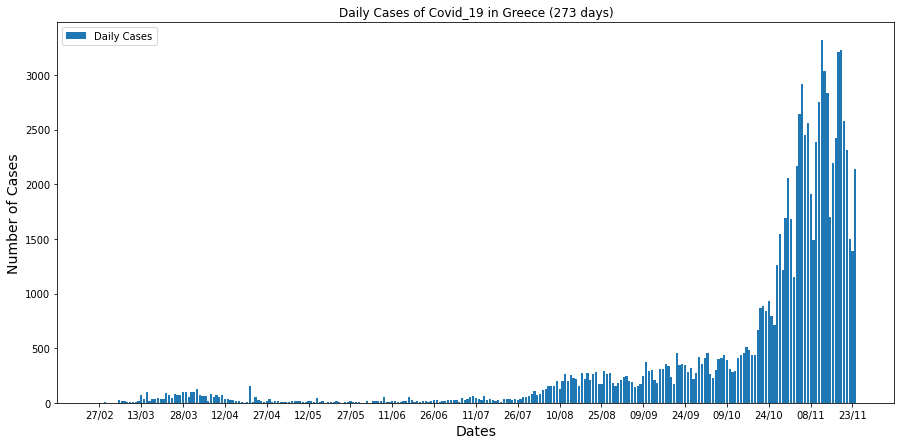 Daily Cases of Covid_19 in Greece (273 days)
Daily Cases
Number of Cases
3000
2500
2000
1500
1000
500
0
27/02 13/03 28/03 12/04 27/04 12/05 27/05 11/06 26/06 11/07 26/07 10/08 25/08 09/09 24/09 09/10 24/10 08/11 23/11
Dates